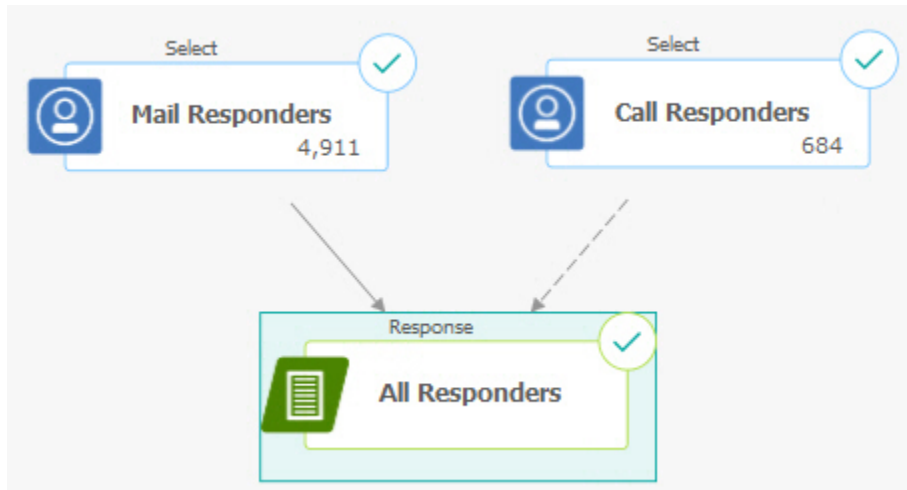 Select
Mail Responders
4,911
Select
Call Responders
684
Response
All Responders